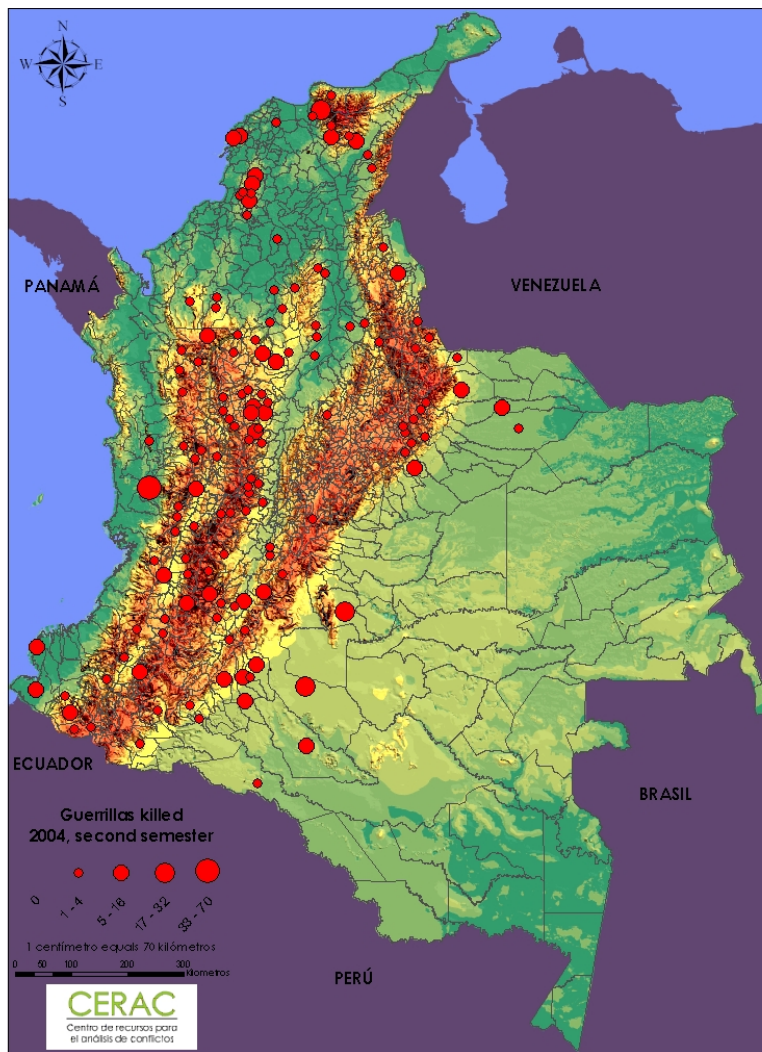 N
W E
S
PANAMÁ
VENEZUELA
ECUADOR
BRASIL
Guerrillas killed
2004, second semester
0 1 - 4 5 - 16 17 - 32 33 - 70
1 centímetro equals 70 kilómetros
0 50 100 200 300
Kilometros
PERÚ
CERAC
Centro de recursos para
el análisis de conflictos